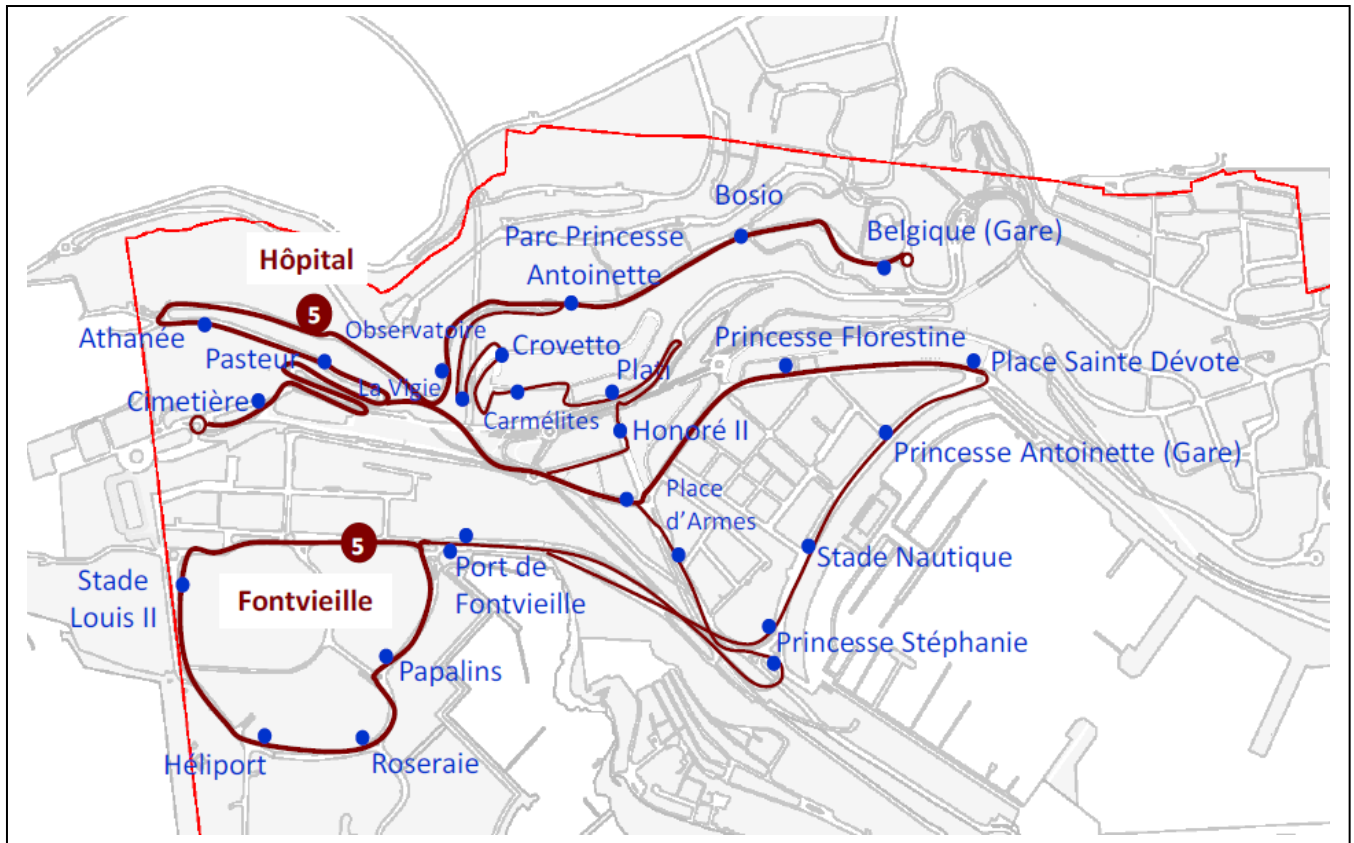 Bosio
Parc Princesse
Antoinette
Belgique (Gare)
Hôpital
5
Athanée
Observatoire
Pasteur
Crovetto
Princesse Florestine
Place Sainte Dévote
La Vigie
Plati
Cimetière
Carmélites
Honoré II
Princesse Antoinette (Gare)
Place
d'Armes
5
Stade
Louis II
Port de
Fontvieille
Stade Nautique
Fontvieille
Princesse Stéphanie
Papalins
Héliport
Roseraie